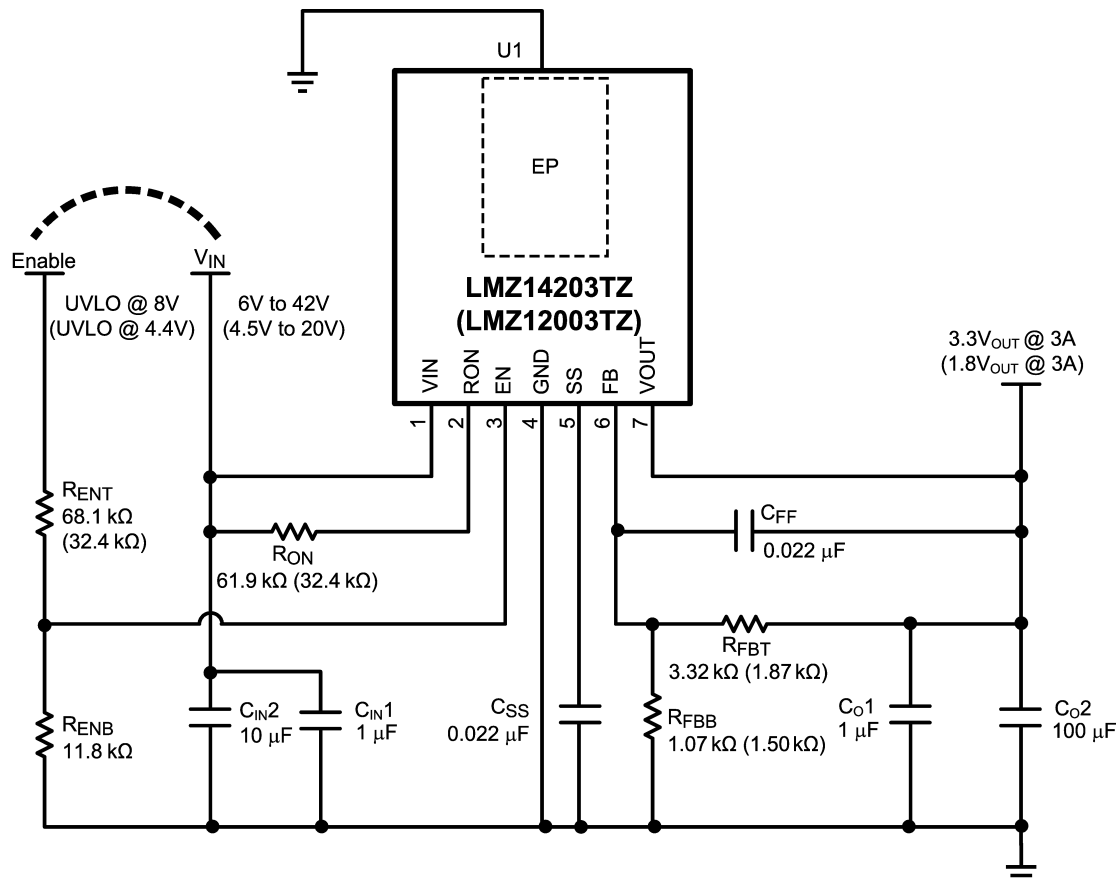 U1
EP
LMZ14203TZ
(LMZ12003TZ)
VIN
RON
EN
GND
SS
FB
VOUT
1
2
3
4
5
6
7
Enable
VIN
UVLO @ 8V
(UVLO @ 4.4V)
6V to 42V
(4.5V to 20V)
3.3VOUT @ 3A
(1.8VOUT @ 3A)
RENT
68.1 kΩ
(32.4 kΩ)
RON
61.9 kΩ (32.4 kΩ)
CFF
0.022 μF
RFBT
3.32 kΩ (1.87 kΩ)
RENB
11.8 kΩ
CIN2
10 μF
CIN1
1 μF
CSS
0.022 μF
RFBB
1.07 kΩ (1.50 kΩ)
CO1
1 μF
CO2
100 μF